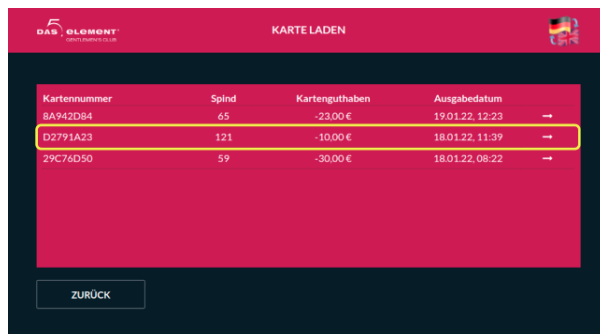 DAS 5 ELEMENT
GENTLEMEN'S CLUB
KARTE LADEN
Kartennummer Spind Kartenguthaben Ausgabedatum
8A942D84 65 -23,00 € 19.01.22, 12:23 →
D2791A23 121 -10,00 € 18.01.22, 11:39 →
29C76D50 59 -30,00 € 18.01.22, 08:22 →
ZURÜCK